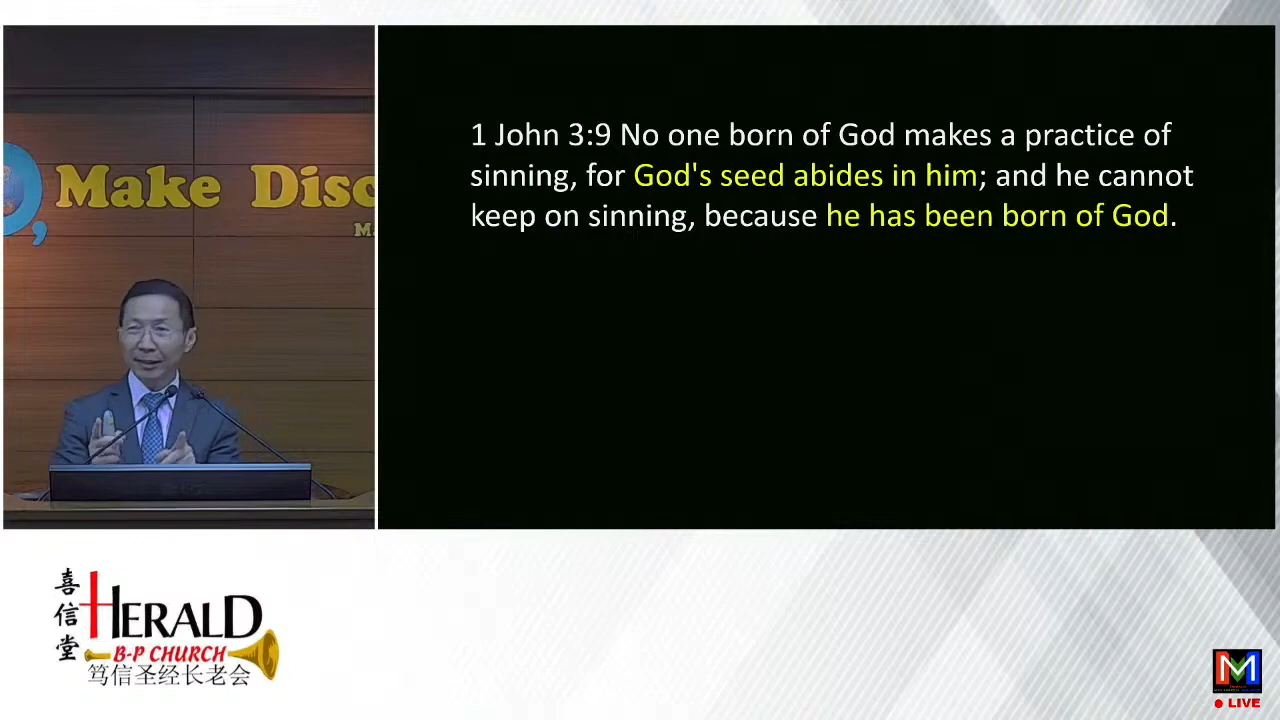 Make Disc
M
1 John 3:9 No one born of God makes a practice of
sinning, for God's seed abides in him; and he cannot
keep on sinning, because he has been born of God.
喜信堂
HERALD
B-P CHURCH
笃信圣经长老会
M
LIVE